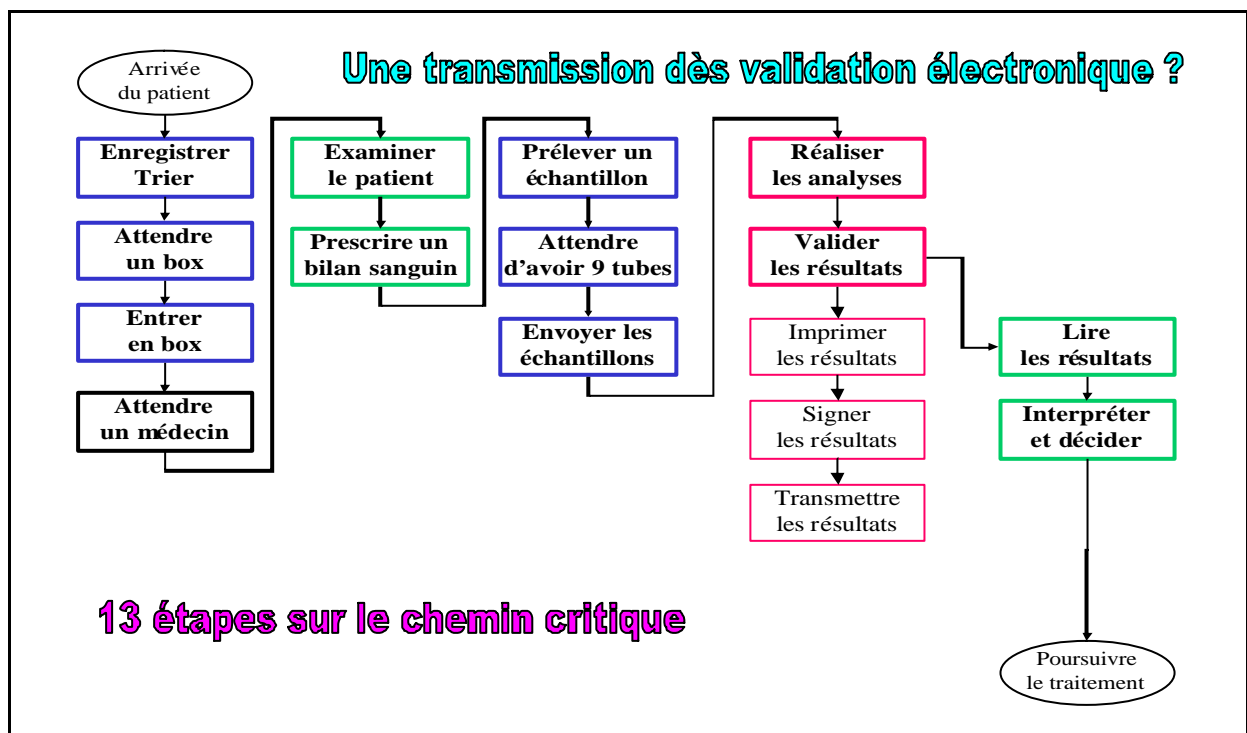 Une transmission dès validation électronique ?
Arrivée
du patient
Enregistrer
Trier
Attendre
un box
Entrer
en box
Attendre
un médecin
Examiner
le patient
Prescrire un
bilan sanguin
Prélever un
échantillon
Attendre
d'avoir 9 tubes
Envoyer les
échantillons
Réaliser
les analyses
Valider
les résultats
Imprimer
les résultats
Signer
les résultats
Transmettre
les résultats
Lire
les résultats
Interpréter
et décider
Poursuivre
le traitement
13 étapes sur le chemin critique